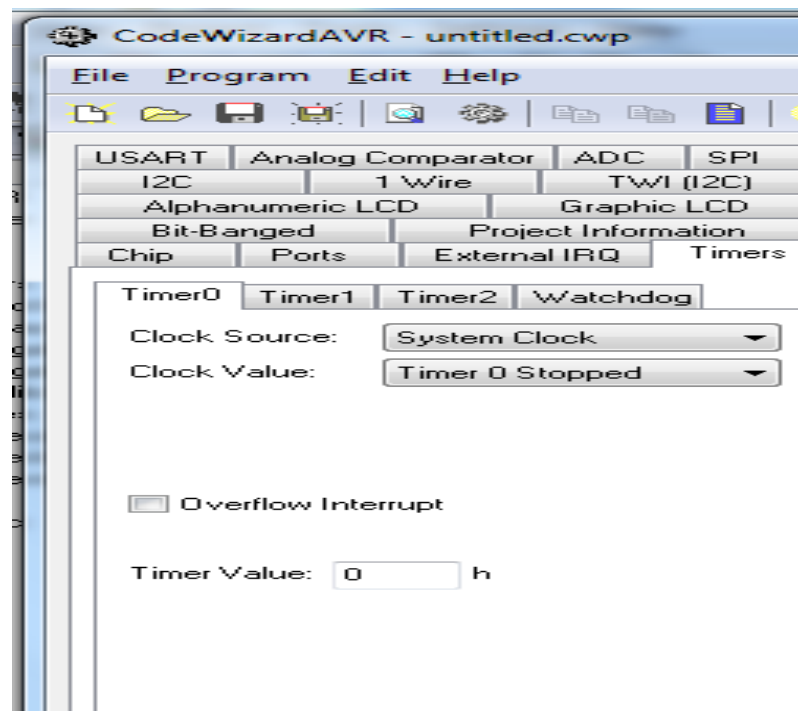 CodeWizardAVR - untitled.cwp
File Program Edit Help
USART Analog Comparator ADC SPI
I2C 1 Wire TWI (I2C)
Alphanumeric LCD Graphic LCD
Bit-Banged Project Information
Chip Ports External IRQ Timers
Timer0 Timer1 Timer2 Watchdog
Clock Source: System Clock
Clock Value: Timer 0 Stopped
Overflow Interrupt
Timer Value: 0 h